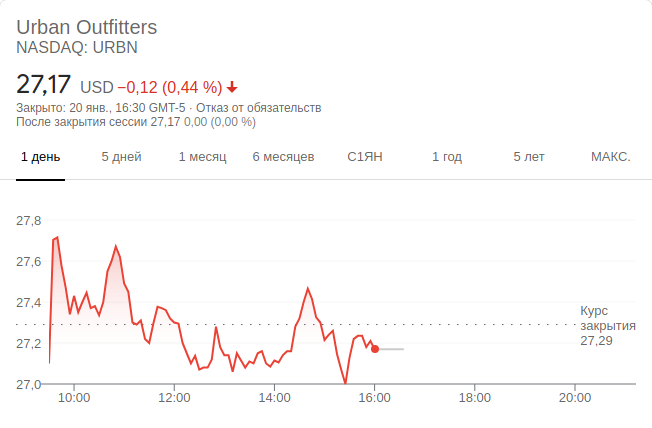 Urban Outfitters
NASDAQ: URBN
27,17 USD −0,12 (0,44 %)
Закрыто: 20 янв., 16:30 GMT-5 · Отказ от обязательств
После закрытия сессии 27,17 0,00 (0,00 %)
1 день 5 дней 1 месяц 6 месяцев С1ЯН 1 год 5 лет МАКС.
27,8
27,6
27,4
Курс
закрытия
27,29
27,2
27,0
10:00 12:00 14:00 16:00 18:00 20:00